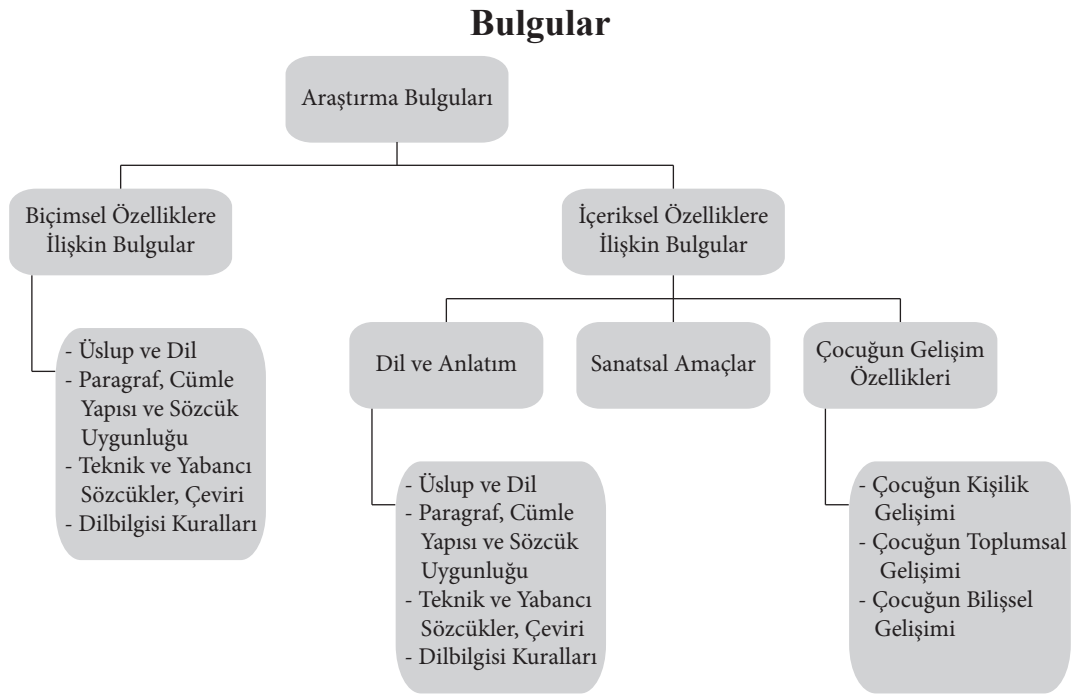 Bulgular
Araştırma Bulguları
Biçimsel Özelliklere
İlişkin Bulgular
İçeriksel Özelliklere
İlişkin Bulgular
- Üslup ve Dil
- Paragraf, Cümle
Yapısı ve Sözcük
Uygunluğu
- Teknik ve Yabancı
Sözcükler, Çeviri
- Dilbilgisi Kuralları
Dil ve Anlatım
Sanatsal Amaçlar
Çocuğun Gelişim
Özellikleri
- Üslup ve Dil
- Paragraf, Cümle
Yapısı ve Sözcük
Uygunluğu
- Teknik ve Yabancı
Sözcükler, Çeviri
- Dilbilgisi Kuralları
- Çocuğun Kişilik
Gelişimi
- Çocuğun Toplumsal
Gelişimi
- Çocuğun Bilişsel
Gelişimi